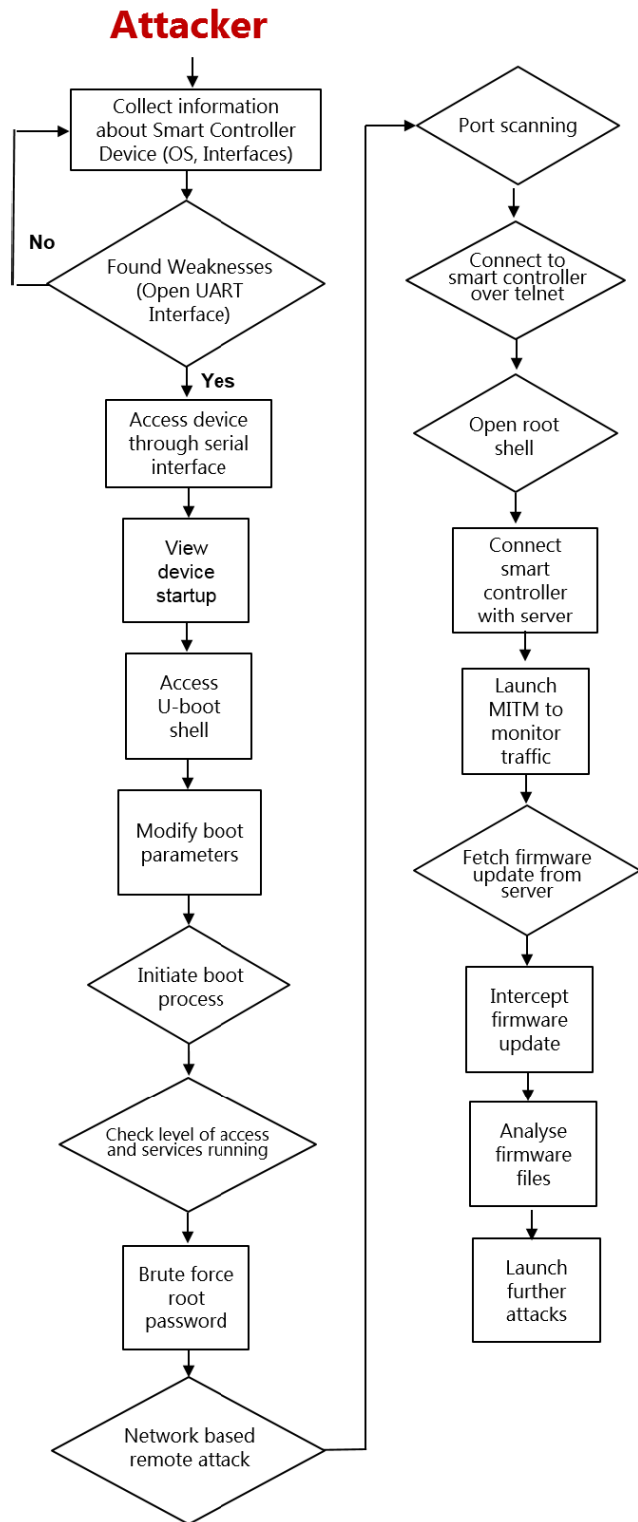 Attacker
Collect information
about Smart Controller
Device (OS, Interfaces)
No
Found Weaknesses
(Open UART
Interface)
Yes
Access device
through serial
interface
View
device
startup
Access
U-boot
shell
Modify boot
parameters
Initiate boot
process
Check level of access
and services running
Brute force
root
password
Network based
remote attack
Port scanning
Connect to
smart controller
over telnet
Open root
shell
Connect
smart
controller
with server
Launch
MITM to
monitor
traffic
Fetch firmware
update from
server
Intercept
firmware
update
Analyse
firmware
files
Launch
further
attacks